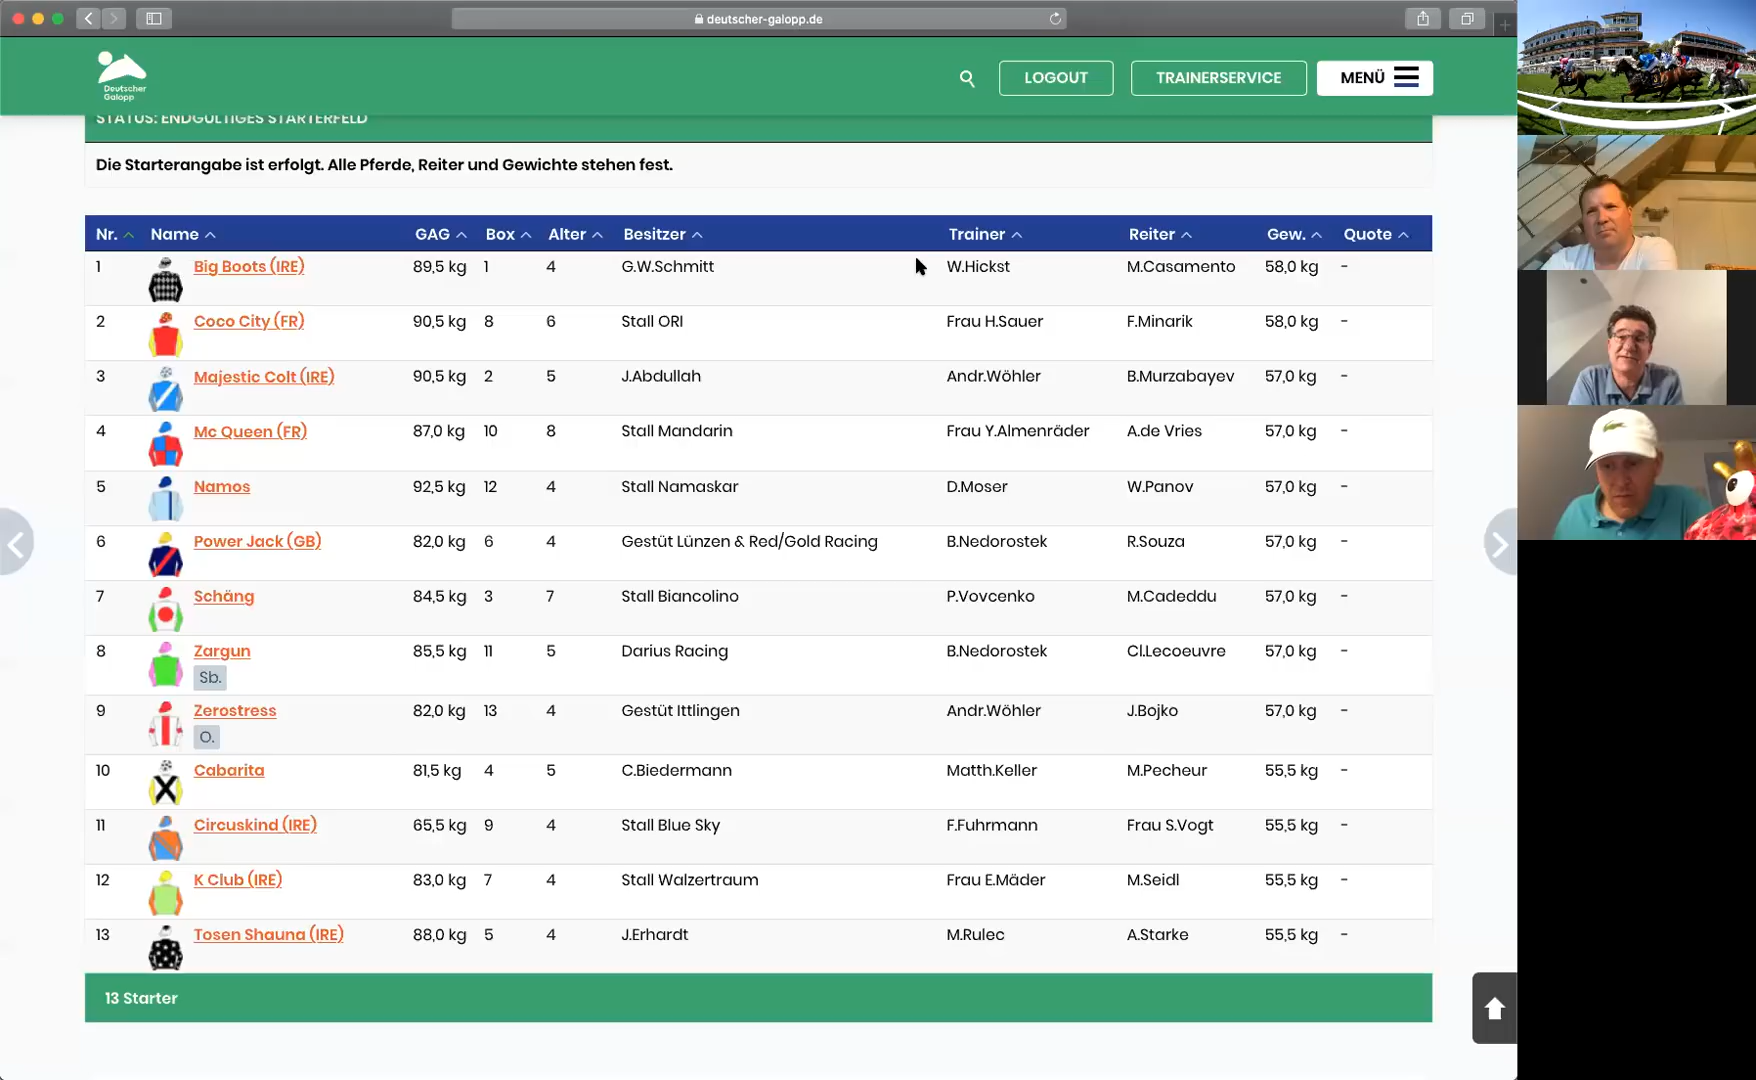 deutscher-galopp.de
Deutscher
Galopp
LOGOUT
TRAINERSERVICE
MENÜ
STATUS: ENDGÜLTIGES STARTERFELD
Die Starterangabe ist erfolgt. Alle Pferde, Reiter und Gewichte stehen fest.
Nr. Name GAG Box Alter Besitzer Trainer Reiter Gew. Quote
1 Big Boots (IRE) 89,5 kg 1 4 G.W.Schmitt W.Hickst M.Casamento 58,0 kg -
2 Coco City (FR) 90,5 kg 8 6 Stall ORI Frau H.Sauer F.Minarik 58,0 kg -
3 Majestic Colt (IRE) 90,5 kg 2 5 J.Abdullah Andr.Wöhler B.Murzabayev 57,0 kg -
4 Mc Queen (FR) 87,0 kg 10 8 Stall Mandarin Frau Y.Almenräder A.de Vries 57,0 kg -
5 Namos 92,5 kg 12 4 Stall Namaskar D.Moser W.Panov 57,0 kg -
6 Power Jack (GB) 82,0 kg 6 4 Gestüt Lünzen & Red/Gold Racing B.Nedorostek R.Souza 57,0 kg -
7 Schäng 84,5 kg 3 7 Stall Biancolino P.Vovcenko M.Cadeddu 57,0 kg -
8 Zargun 85,5 kg 11 5 Darius Racing B.Nedorostek Cl.Lecoeuvre 57,0 kg -
Sb.
9 Zerostress 82,0 kg 13 4 Gestüt Ittlingen Andr.Wöhler J.Bojko 57,0 kg -
O.
10 Cabarita 81,5 kg 4 5 C.Biedermann Matth.Keller M.Pecheur 55,5 kg -
11 Circuskind (IRE) 65,5 kg 9 4 Stall Blue Sky F.Fuhrmann Frau S.Vogt 55,5 kg -
12 K Club (IRE) 83,0 kg 7 4 Stall Walzertraum Frau E.Mäder M.Seidl 55,5 kg -
13 Tosen Shauna (IRE) 88,0 kg 5 4 J.Erhardt M.Rulec A.Starke 55,5 kg -
13 Starter